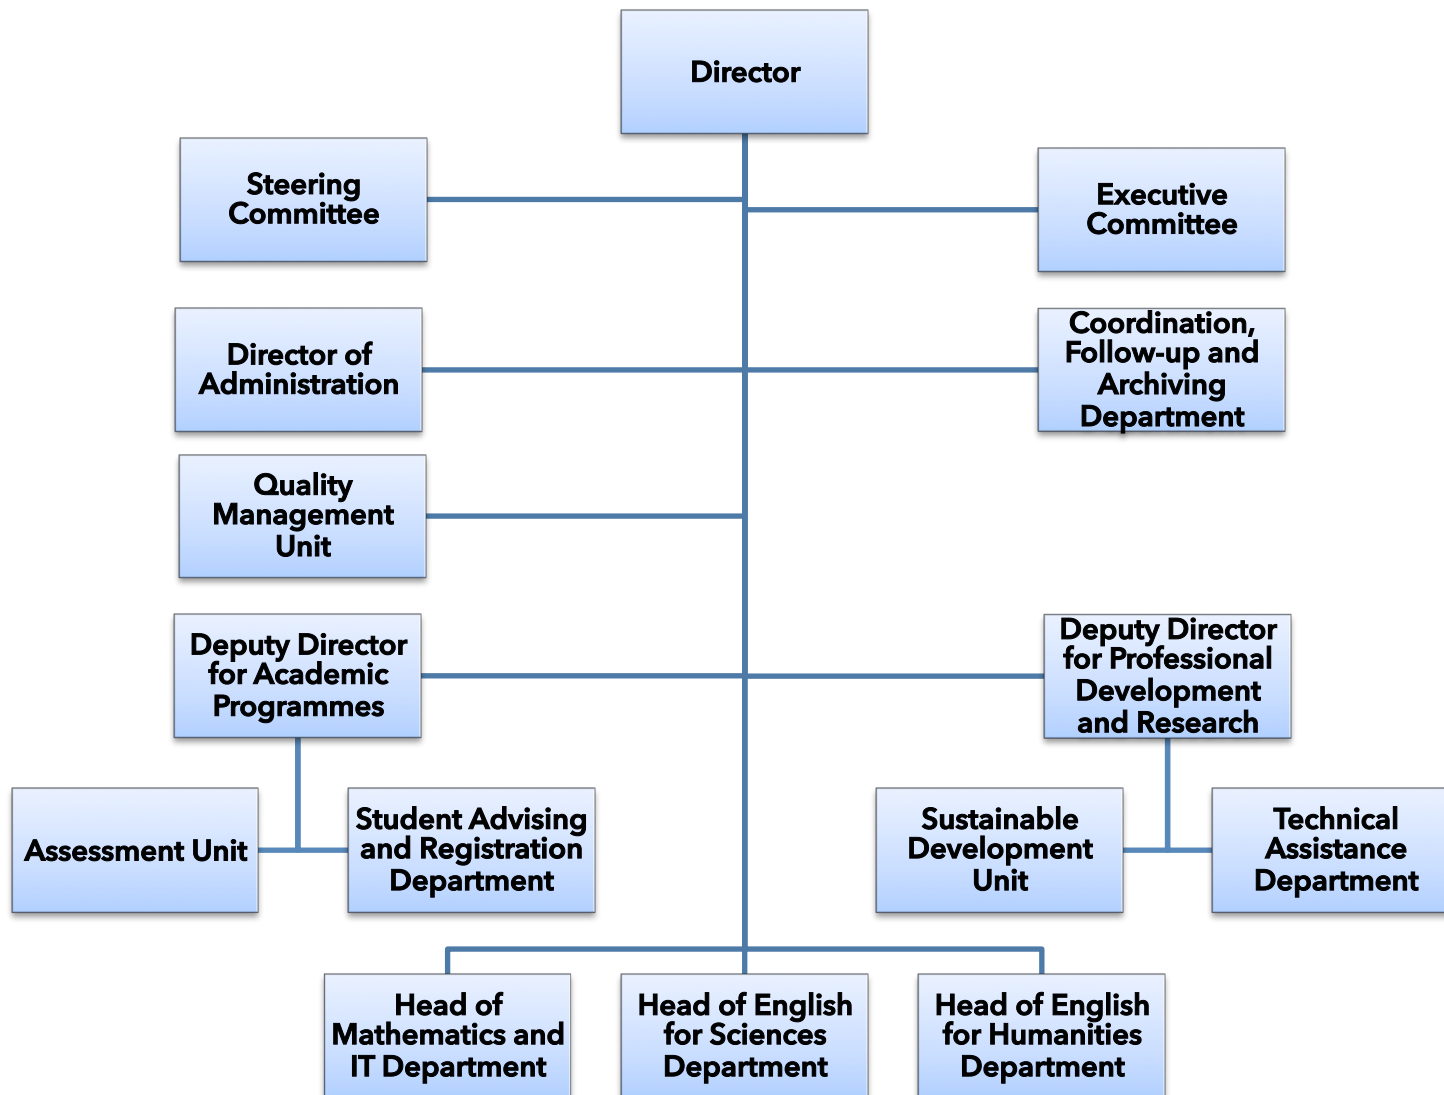 Director
Steering
Committee
Executive
Committee
Director of
Administration
Coordination,
Follow-up and
Archiving
Department
Quality
Management
Unit
Deputy Director
for Academic
Programmes
Deputy Director
for Professional
Development
and Research
Assessment Unit
Student Advising
and Registration
Department
Sustainable
Development
Unit
Technical
Assistance
Department
Head of
Mathematics and
IT Department
Head of English
for Sciences
Department
Head of English
for Humanities
Department